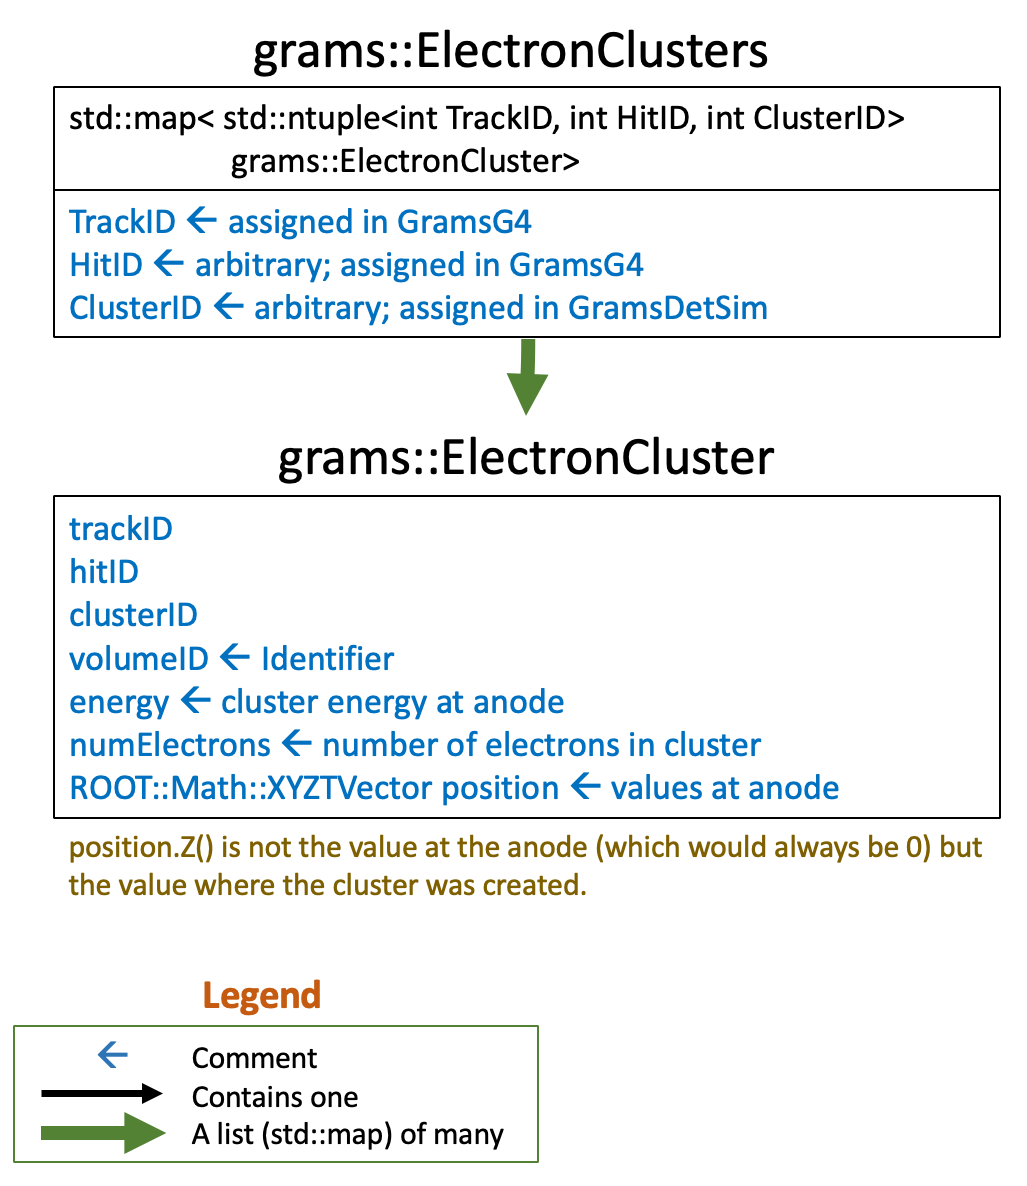 grams::ElectronClusters
std::map< std::ntuple<int TrackID, int HitID, int ClusterID>
grams::ElectronCluster>
TrackID ← assigned in GramsG4
HitID ← arbitrary; assigned in GramsG4
ClusterID ← arbitrary; assigned in GramsDetSim
grams::ElectronCluster
trackID
hitID
clusterID
volumeID ← Identifier
energy ← cluster energy at anode
numElectrons ← number of electrons in cluster
ROOT::Math::XYZTVector position ← values at anode
position.Z() is not the value at the anode (which would always be 0) but
the value where the cluster was created.
Legend
← Comment
Contains one
A list (std::map) of many